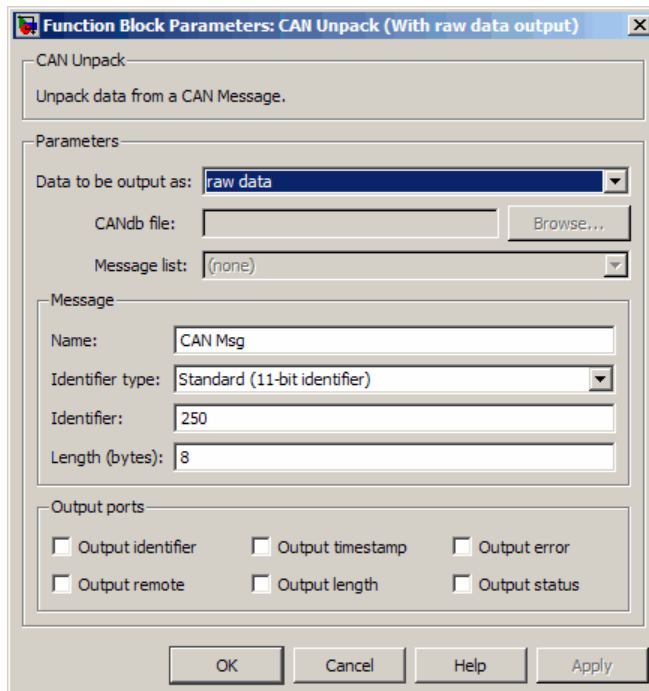 Function Block Parameters: CAN Unpack (With raw data output)
CAN Unpack
Unpack data from a CAN Message.
Parameters
Data to be output as: raw data
CANdb file: Browse...
Message list: (none)
Message
Name: CAN Msg
Identifier type: Standard (11-bit identifier)
Identifier: 250
Length (bytes): 8
Output ports
Output identifier Output timestamp Output error
Output remote Output length Output status
OK Cancel Help Apply